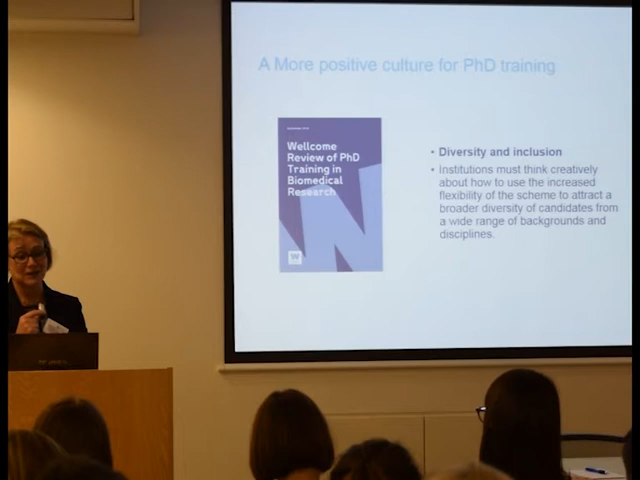 A More positive culture for PhD training
Wellcome
Review of PhD
Training in
Biomedical
Research
W
• Diversity and inclusion
• Institutions must think creatively
about how to use the increased
flexibility of the scheme to attract a
broader diversity of candidates from
a wide range of backgrounds and
disciplines.